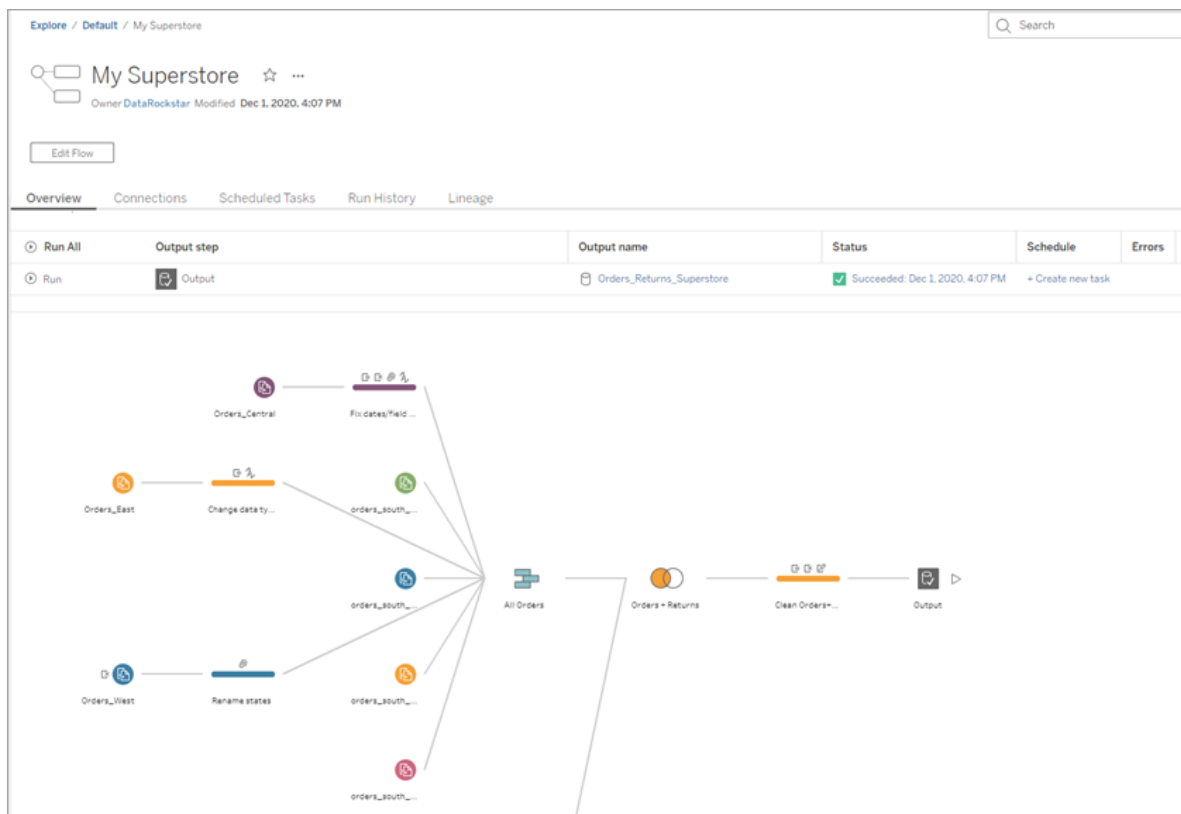 Explore / Default / My Superstore
Search
My Superstore
Owner DataRockstar Modified Dec 1, 2020, 4:07 PM
Edit Flow
Overview Connections Scheduled Tasks Run History Lineage
Run All Output step Output name Status Schedule Errors
Run Output Orders_Returns_Superstore Succeeded: Dec 1, 2020, 4:07 PM + Create new task
Orders_Central Fix dates/field ...
Orders_East Change data ty... orders_south_...
orders_south_... All Orders Orders + Returns Clean Orders+... Output
Orders_West Rename states orders_south_...
orders_south_...